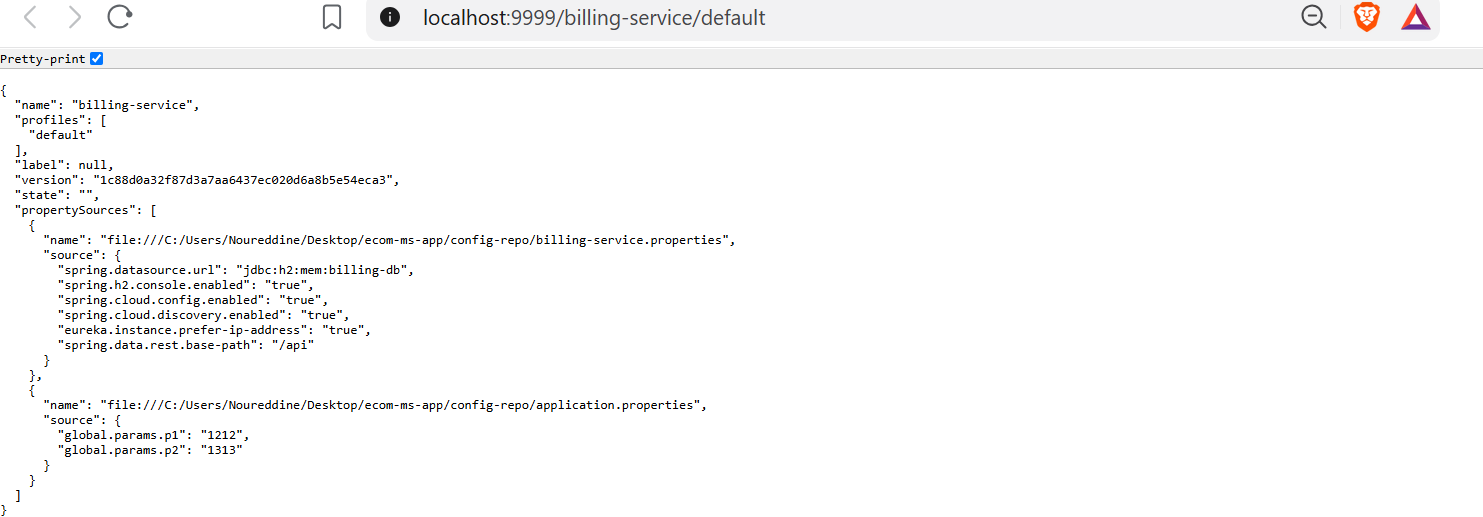 localhost:9999/billing-service/default
Pretty-print
{
  "name": "billing-service",
  "profiles": [
    "default"
  ],
  "label": null,
  "version": "1c88d0a32f87d3a7aa6437ec020d6a8b5e54eca3",
  "state": "",
  "propertySources": [
    {
      "name": "file:///C:/Users/Noureddine/Desktop/ecom-ms-app/config-repo/billing-service.properties",
      "source": {
        "spring.datasource.url": "jdbc:h2:mem:billing-db",
        "spring.h2.console.enabled": "true",
        "spring.cloud.config.enabled": "true",
        "spring.cloud.discovery.enabled": "true",
        "eureka.instance.prefer-ip-address": "true",
        "spring.data.rest.base-path": "/api"
      }
    },
    {
      "name": "file:///C:/Users/Noureddine/Desktop/ecom-ms-app/config-repo/application.properties",
      "source": {
        "global.params.p1": "1212",
        "global.params.p2": "1313"
      }
    }
  ]
}